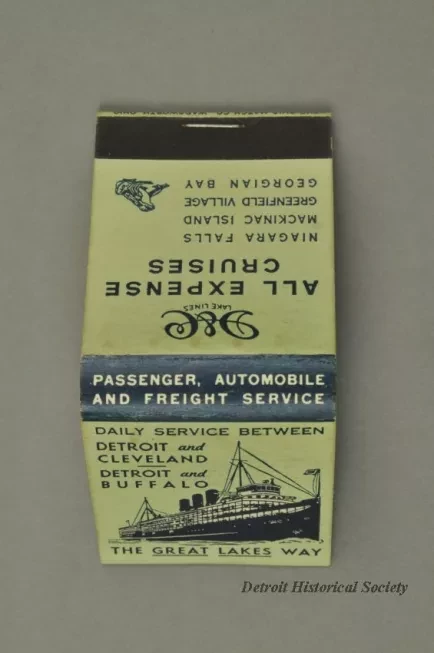 D&C
LAKE LINES
ALL EXPENSE
CRUISES
NIAGARA FALLS
MACKINAC ISLAND
GREENFIELD VILLAGE
GEORGIAN BAY
PASSENGER, AUTOMOBILE
AND FREIGHT SERVICE
DAILY SERVICE BETWEEN
DETROIT and
CLEVELAND
DETROIT and
BUFFALO
THE GREAT LAKES WAY
Detroit Historical Society